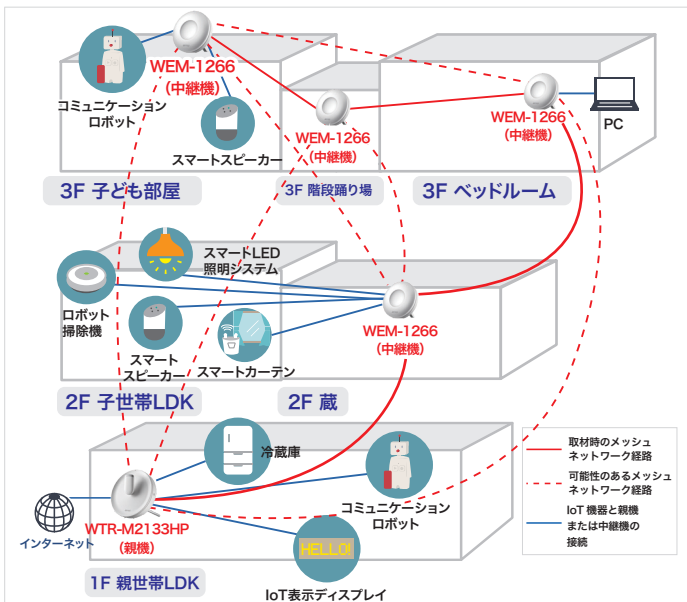 WEM-1266
(中継機)
コミュニケーション
ロボット
スマートスピーカー
WEM-1266
(中継機)
WEM-1266
(中継機)
PC
3F 子ども部屋
3F 階段踊り場
3F ベッドルーム
スマートLED
照明システム
ロボット
掃除機
スマート
スピーカー
スマートカーテン
WEM-1266
(中継機)
2F 子世帯LDK
2F 蔵
冷蔵庫
コミュニケーション
ロボット
WTR-M2133HP
(親機)
インターネット
HELLO!
IoT表示ディスプレイ
1F 親世帯LDK
取材時のメッシュ
ネットワーク経路
可能性のあるメッシュ
ネットワーク経路
IoT 機器と親機
または中継機の
接続